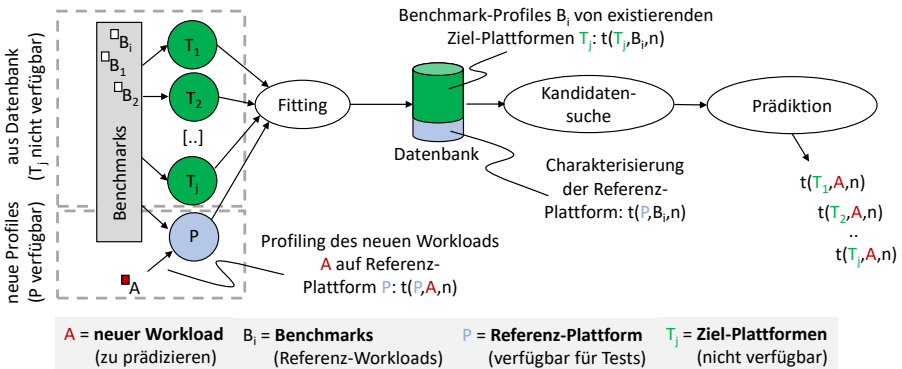 aus Datenbank
(Tj nicht verfügbar)
neue Profiles
(P verfügbar)
Bi
B1
B2
Benchmarks
T1
T2
[..]
Tj
P
A
Fitting
Benchmark-Profiles Bi von existierenden
Ziel-Plattformen Tj: t(Tj,Bi,n)
Datenbank
Kandidaten-
suche
Prädiktion
Charakterisierung
der Referenz-
Plattform: t(P,Bi,n)
Profiling des neuen Workloads
A auf Referenz-
Plattform P: t(P,A,n)
t(T1,A,n)
t(T2,A,n)
..
t(Tj,A,n)
A = neuer Workload
(zu prädizieren)
Bi = Benchmarks
(Referenz-Workloads)
P = Referenz-Plattform
(verfügbar für Tests)
Tj = Ziel-Plattformen
(nicht verfügbar)